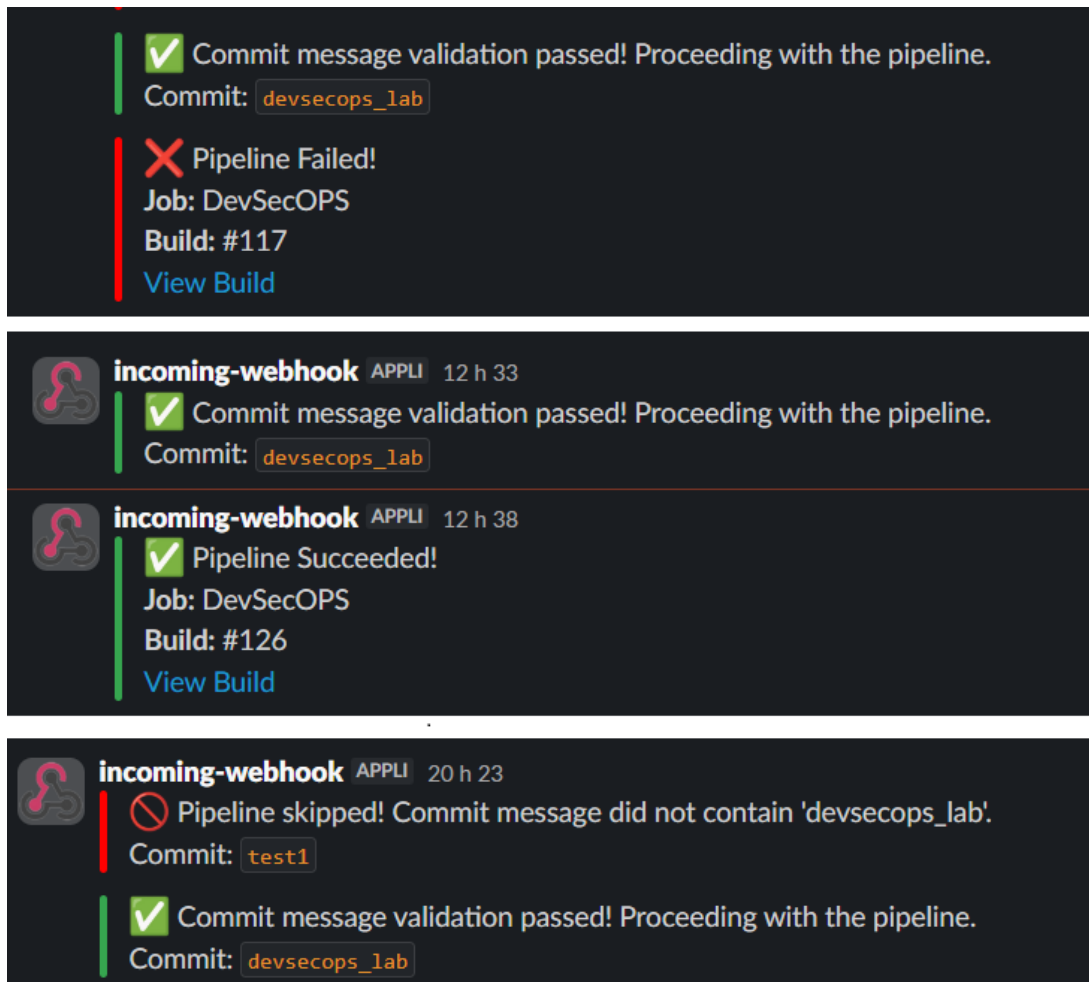 ✅ Commit message validation passed! Proceeding with the pipeline.
Commit: devsecops_lab
❌ Pipeline Failed!
Job: DevSecOPS
Build: #117
View Build
incoming-webhook APPLI 12 h 33
✅ Commit message validation passed! Proceeding with the pipeline.
Commit: devsecops_lab
incoming-webhook APPLI 12 h 38
✅ Pipeline Succeeded!
Job: DevSecOPS
Build: #126
View Build
incoming-webhook APPLI 20 h 23
🚫 Pipeline skipped! Commit message did not contain 'devsecops_lab'.
Commit: test1
✅ Commit message validation passed! Proceeding with the pipeline.
Commit: devsecops_lab